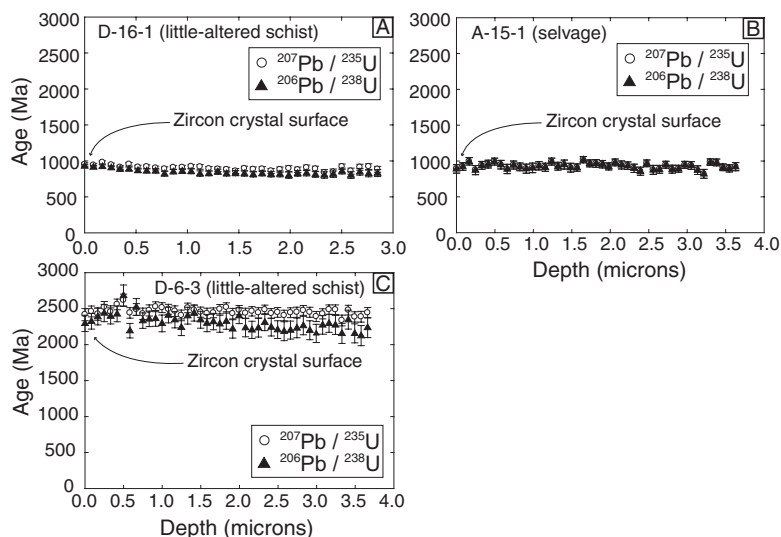 D-16-1 (little-altered schist)
A
²⁰⁷Pb / ²³⁵U
²⁰⁶Pb / ²³⁸U
Zircon crystal surface
Age (Ma)
3000
2500
2000
1500
1000
500
0
0.0 0.5 1.0 1.5 2.0 2.5 3.0
A-15-1 (selvage)
B
²⁰⁷Pb / ²³⁵U
²⁰⁶Pb / ²³⁸U
Zircon crystal surface
3000
2500
2000
1500
1000
500
0
0.0 0.5 1.0 1.5 2.0 2.5 3.0 3.5 4.0
Depth (microns)
D-6-3 (little-altered schist)
C
Zircon crystal surface
²⁰⁷Pb / ²³⁵U
²⁰⁶Pb / ²³⁸U
Age (Ma)
3000
2500
2000
1500
1000
500
0
0.0 0.5 1.0 1.5 2.0 2.5 3.0 3.5 4.0
Depth (microns)